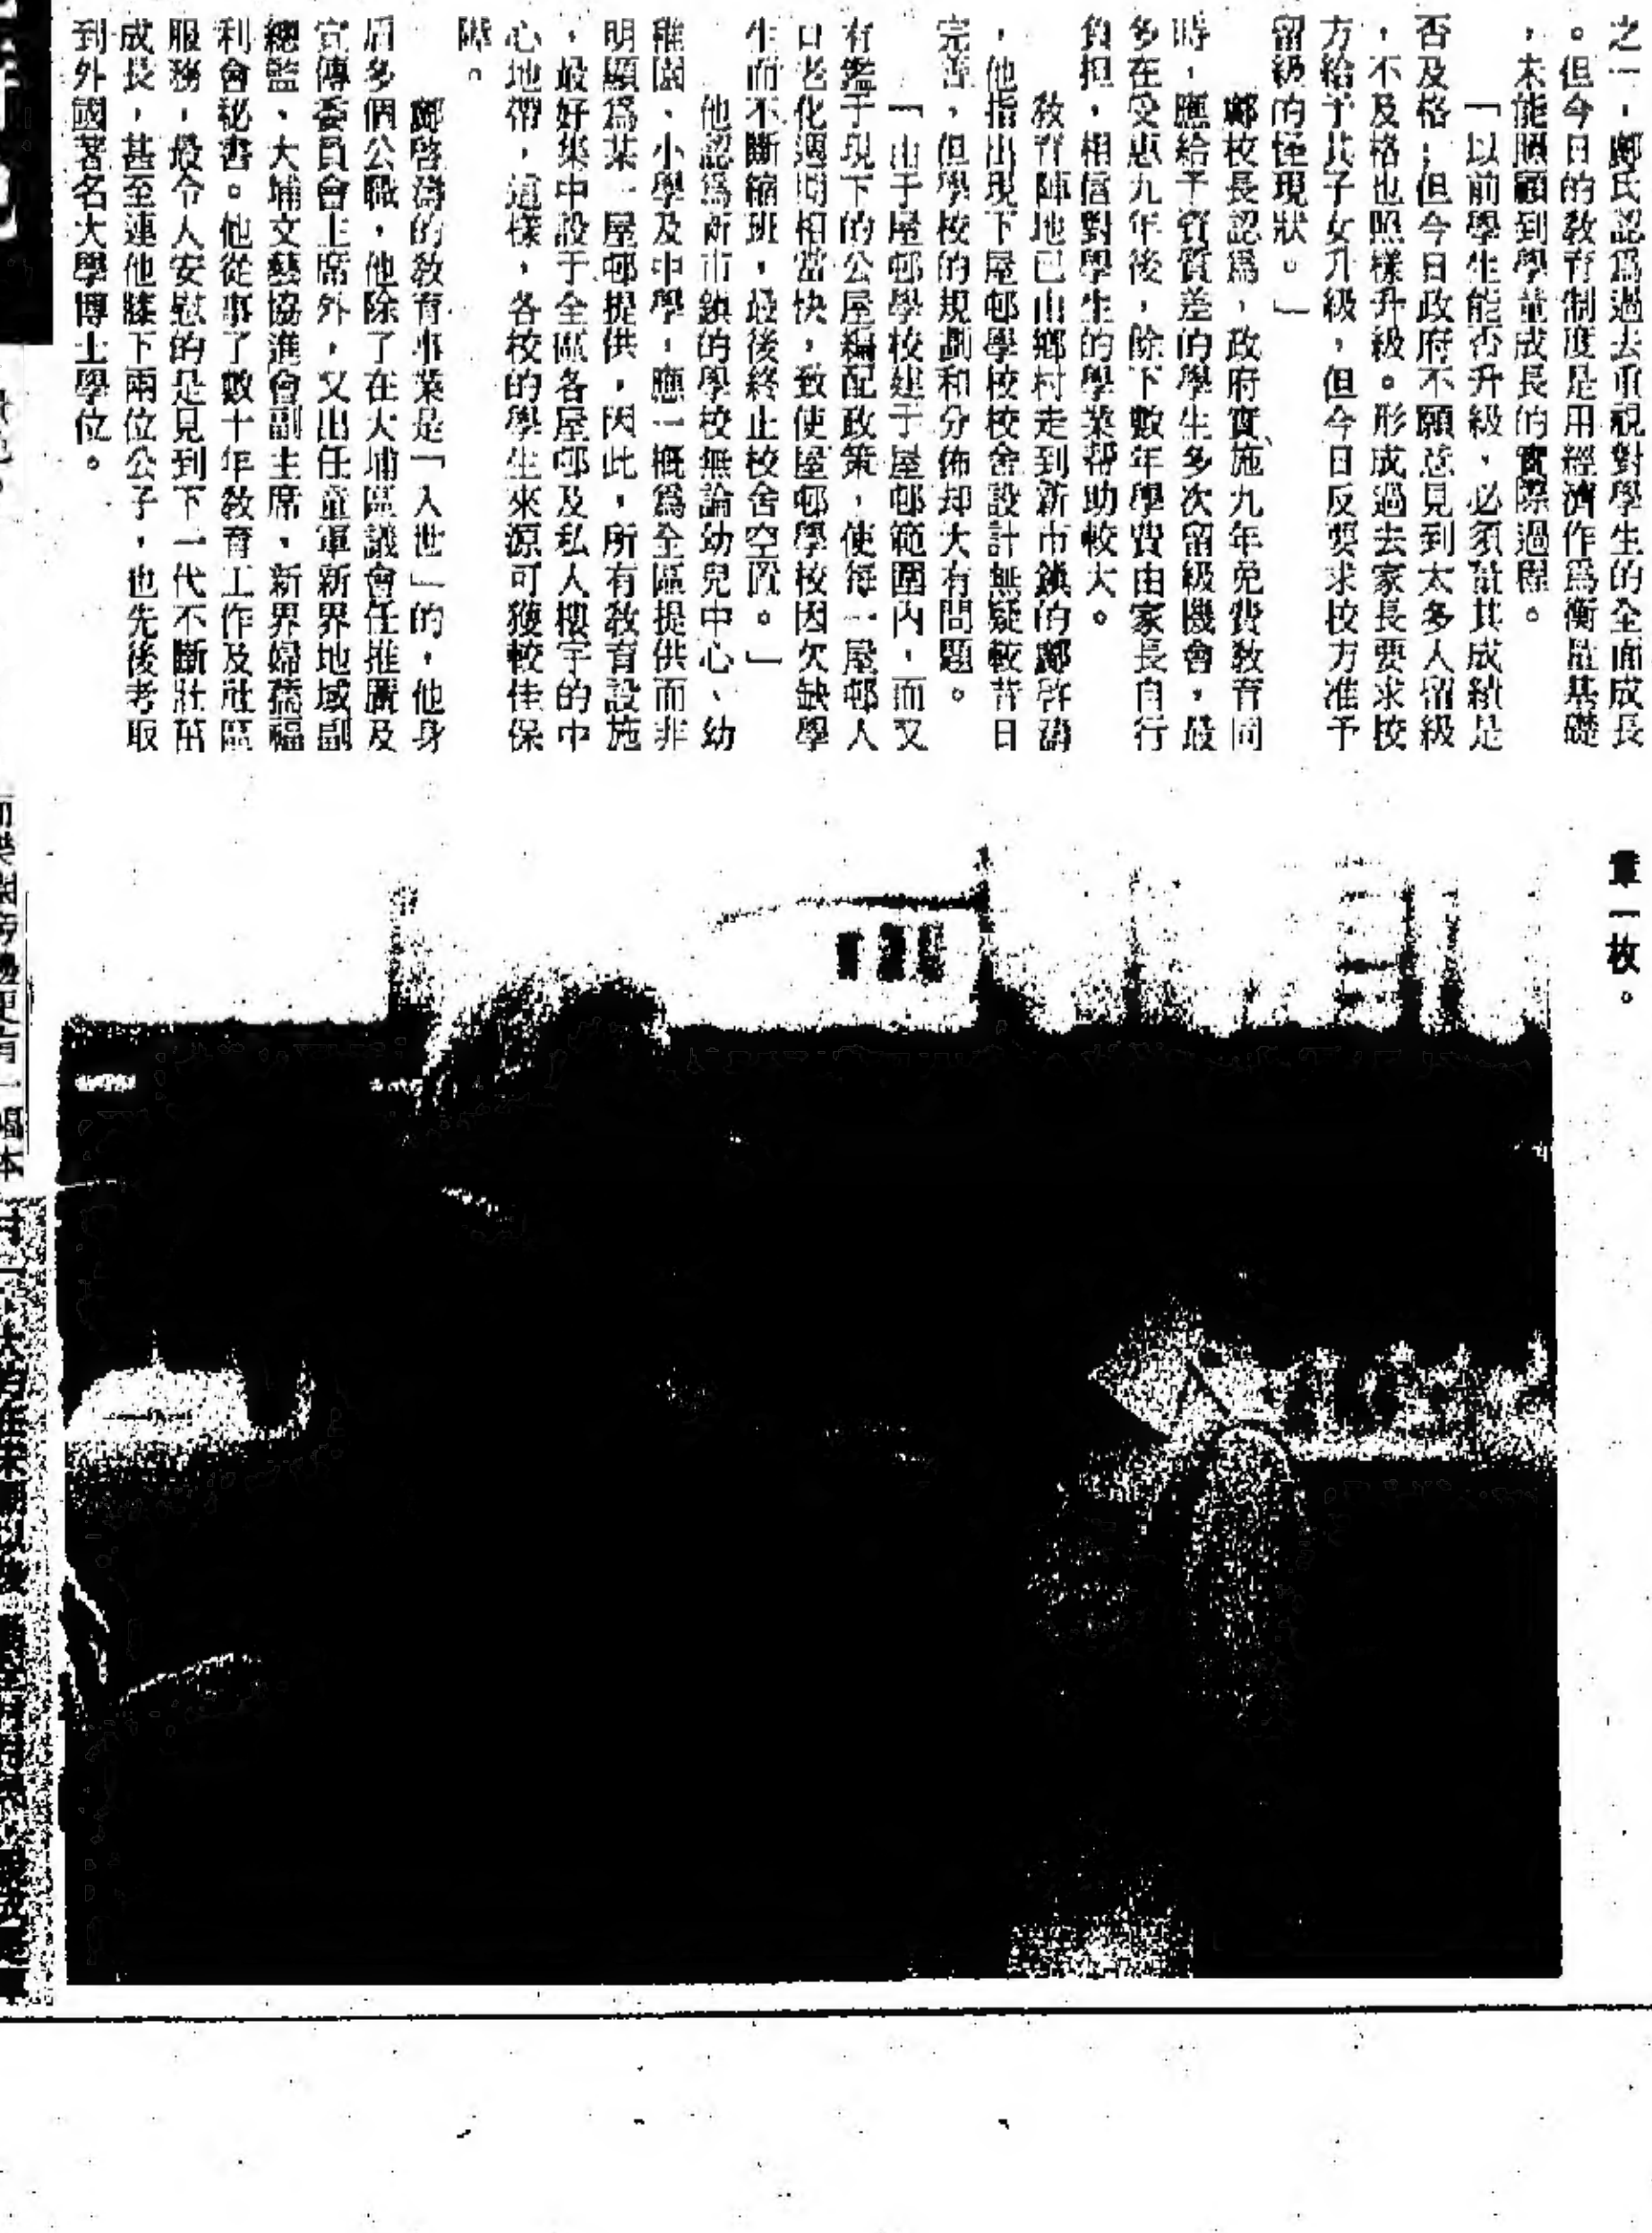 之一，鄺氏認爲過去重視對學生的全面成長
。但今日的教育制度是用經濟作爲衡量基礎
，未能照顧到學童成長的實際過程。
「以前學生能否升級，必須視其成績是
否及格；但今日政府不願意見到太多人留級
，不及格也照樣升級。形成過去家長要求校
方給予其子女升級，但今日反要求校方准予
留級的怪現狀。」
鄺校長認爲，政府實施九年免費教育同
時，應給予資質差的學生多次留級機會，最
多在受惠九年後，餘下數年學費由家長自行
負担，相信對學生的學業幫助較大。
教育陣地已由鄉村走到新市鎮的鄺啓濤
，他指出現下屋邨學校校舍設計無疑較昔日
完善，但學校的規劃和分佈却大有問題。
「由于屋邨學校建于屋邨範圍內，而又
有鑑于現下的公屋編配政策，使每一屋邨人
口老化週期相當快，致使屋邨學校因欠缺學
生而不斷縮班，最後終止校舍空置。」
他認爲新市鎮的學校無論幼兒中心、幼
稚園、小學及中學，應一概爲全區提供而非
明顯爲某一屋邨提供，因此，所有教育設施
，最好集中設于全區各屋邨及私人樓宇的中
心地帶，這樣，各校的學生來源可獲較佳保
障。
鄺啓濤的教育事業是「入世」的，他身
肩多個公職，他除了在大埔區議會任推廣及
宣傳委員會主席外，又出任童軍新界地域副
總監、大埔文藝協進會副主席、新界婦孺福
利會秘書。他從事了數十年教育工作及社區
服務，最令人安慰的是見到下一代不斷壯茁
成長，甚至連他膝下兩位公子，也先後考取
到外國著名大學博士學位。
章一枚。